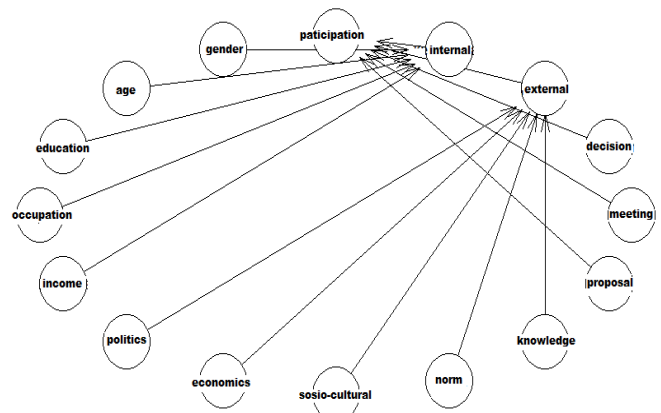 paticipation
gender
internal
age
external
education
decision
occupation
meeting
income
proposal
politics
knowledge
economics
norm
sosio-cultural